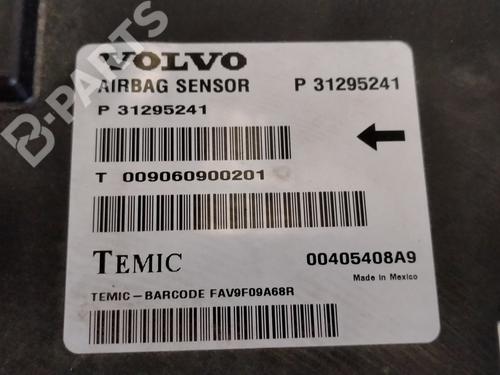 VOLVO
AIRBAG SENSOR P 31295241
P 31295241
T 009060900201
TEMIC 00405408A9
Made in Mexico
TEMIC-BARCODE FAV9F09A68R
B-PARTS